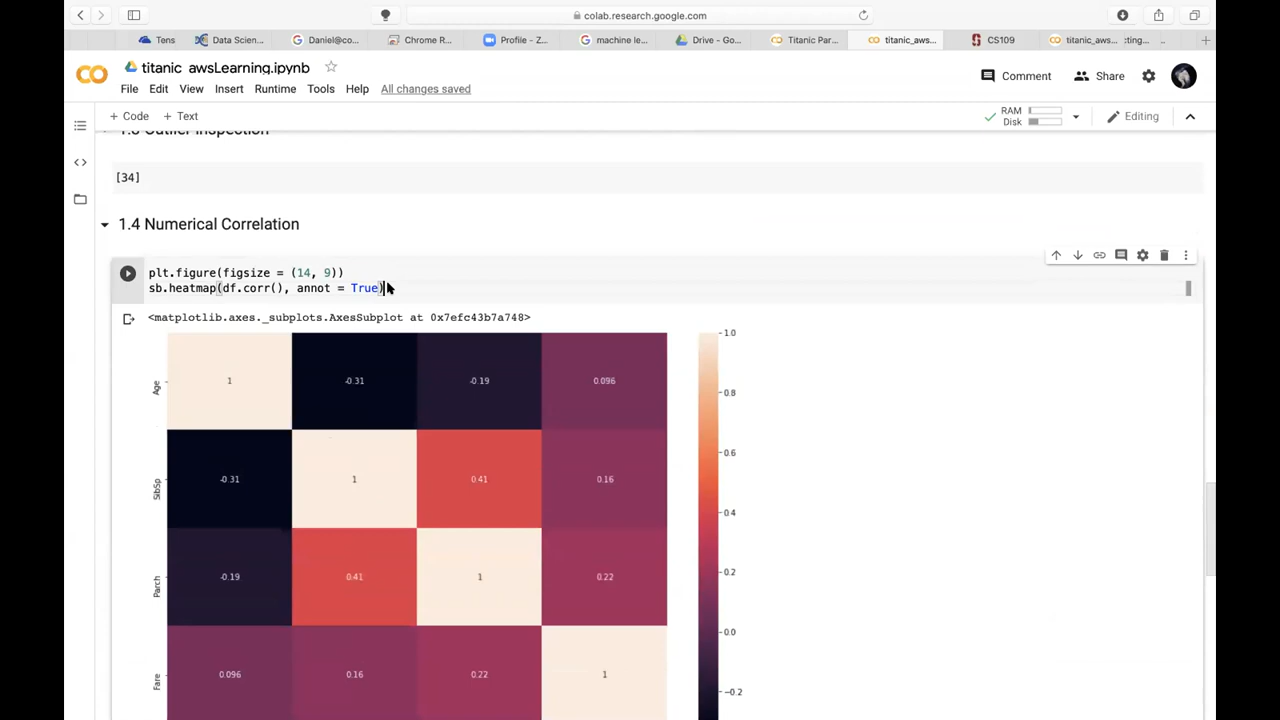 colab.research.google.com
Tens
Data Scien...
Daniel@co...
Chrome R...
Profile - Z...
machine le...
Drive - Go...
Titanic Par...
titanic_aws...
CS109
titanic_aws...
:ting...
titanic_awsLearning.ipynb
File Edit View Insert Runtime Tools Help All changes saved
Comment
Share
+ Code + Text
RAM
Disk
Editing
1.3 Outlier Inspection
[34]
1.4 Numerical Correlation
plt.figure(figsize = (14, 9))
sb.heatmap(df.corr(), annot = True)
<matplotlib.axes._subplots.AxesSubplot at 0x7efc43b7a748>
Age 1 -0.31 -0.19 0.096
SibSp -0.31 1 0.41 0.16
Parch -0.19 0.41 1 0.22
Fare 0.096 0.16 0.22 1
1.0
0.8
0.6
0.4
0.2
0.0
-0.2